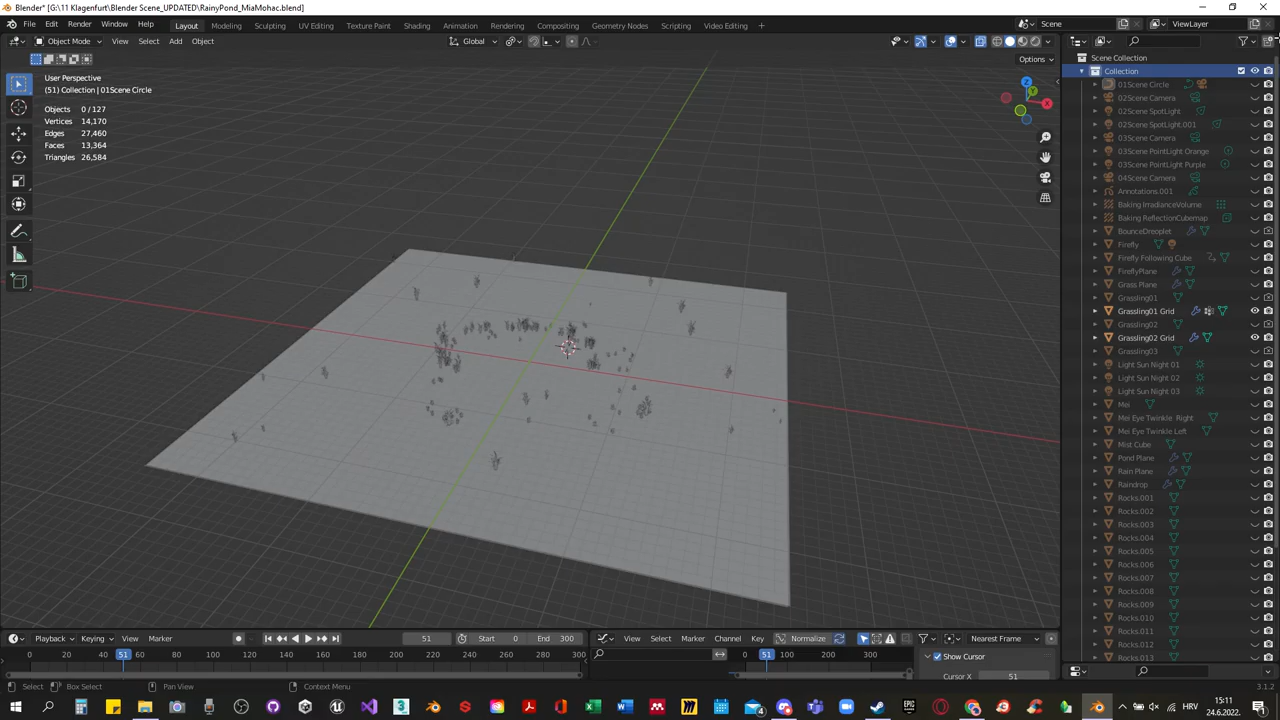 Blender* [G:\11 Klagenfurt\Blender Scene_UPDATED\RainyPond_MiaMohac.blend]
File Edit Render Window Help Layout Modeling Sculpting UV Editing Texture Paint Shading Animation Rendering Compositing Geometry Nodes Scripting Scene ViewLayer
Object Mode View Select Add Object Global
Options
User Perspective
(51) Collection | 01Scene Circle
Objects 0 / 127
Vertices 14,170
Edges 27,460
Faces 13,364
Triangles 26,584
Z
Y
X
Scene Collection
Collection
01Scene Circle
02Scene Camera
02Scene SpotLight
02Scene SpotLight.001
03Scene Camera
03Scene PointLight Orange
03Scene PointLight Purple
04Scene Camera
Annotations.001
Baking IrradianceVolume
Baking ReflectionCubemap
BounceDreoplet
Firefly
Firefly Following Cube
FireflyPlane
Grass Plane
Grassling01
Grassling01 Grid
Grassling02
Grassling02 Grid
Grassling03
Light Sun Night 01
Light Sun Night 02
Light Sun Night 03
Mei
Mei Eye Twinkle. Right
Mei Eye Twinkle.Left
Mist Cube
Pond Plane
Rain Plane
Raindrop
Rocks.001
Rocks.002
Rocks.003
Rocks.004
Rocks.005
Rocks.006
Rocks.007
Rocks.008
Rocks.009
Rocks.010
Rocks.011
Rocks.012
Rocks.013
Playback Keying View Marker 51 Start 0 End 300
View Select Marker Channel Key Normalize Nearest Frame
0 20 40 51 60 80 100 120 140 160 180 200 220 240 260 280 300
0 51 100 200 300
Show Cursor
Cursor X 51
Select Box Select Pan View Context Menu 3.1.2
HRV 15:11
24.6.2022.